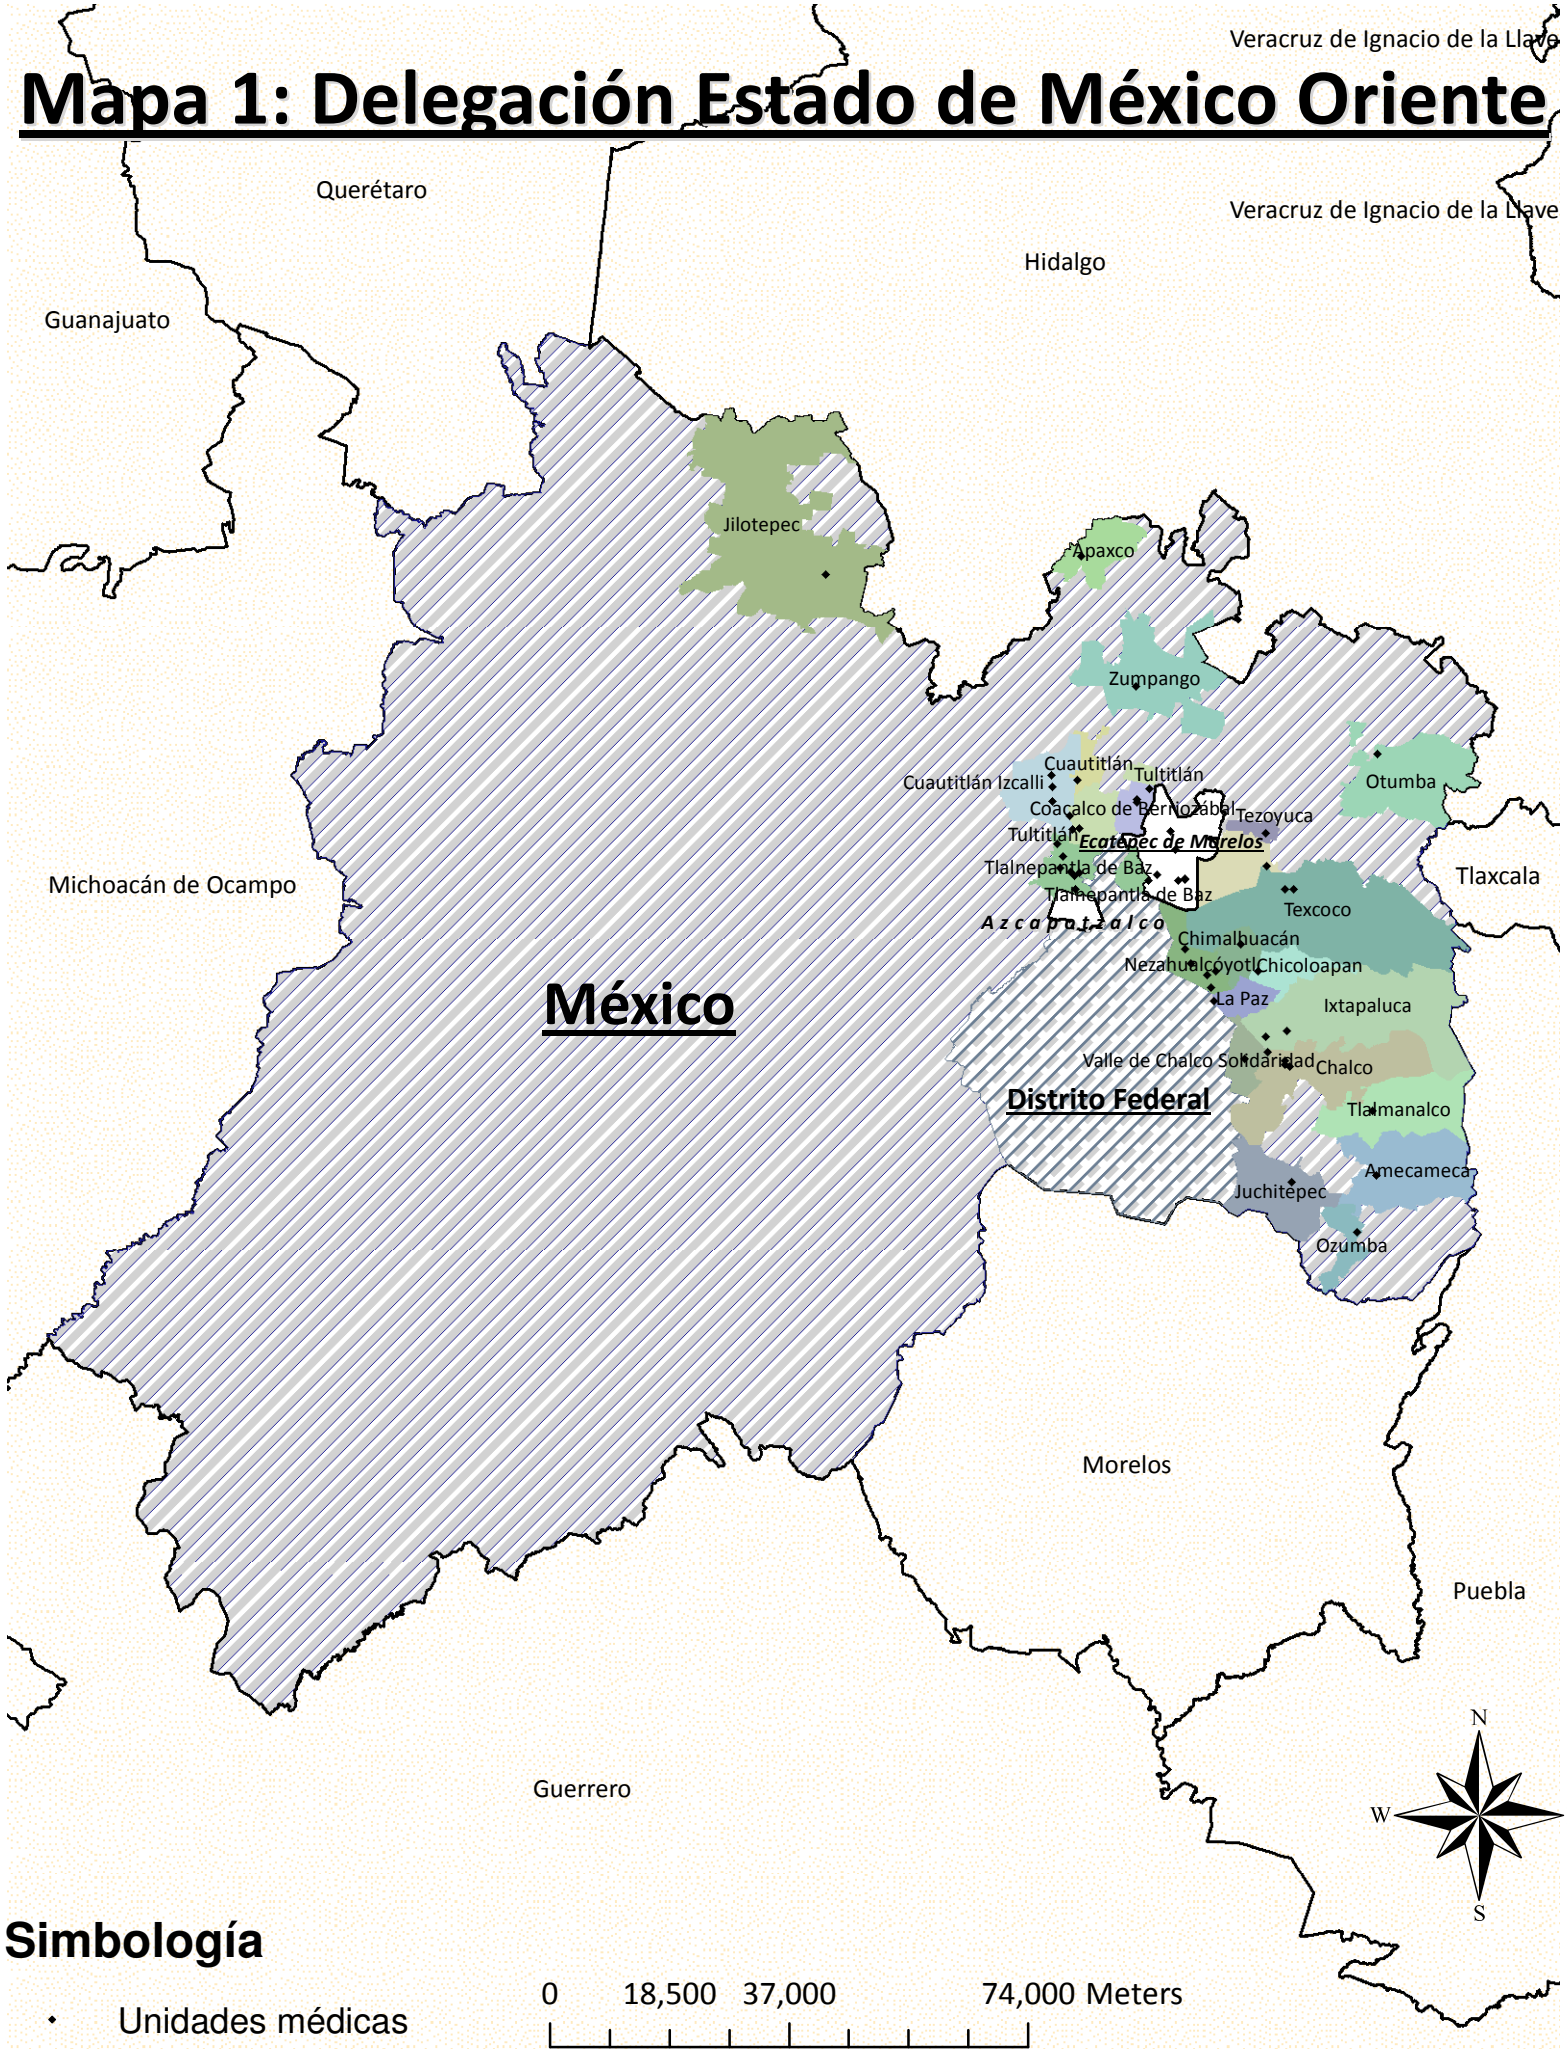 Veracruz de Ignacio de la Llave
Mapa 1: Delegación Estado de México Oriente
Querétaro
Veracruz de Ignacio de la Llave
Hidalgo
Guanajuato
Jilotepec
Apaxco
Zumpango
Cuautitlán
Tultitlán
Cuautitlán Izcalli
Otumba
Coacalco de Berriozábal
Tezoyuca
Tultitlán
Ecatepec de Morelos
Tlalnepantla de Baz
Tlaxcala
Michoacán de Ocampo
Tlalnepantla de Baz
Texcoco
Azcapotzalco
Chimalhuacán
Nezahualcóyotl
Chicoloapan
La Paz
Ixtapaluca
México
Valle de Chalco Solidaridad
Chalco
Distrito Federal
Tlalmanalco
Amecameca
Juchitepec
Ozumba
Morelos
Puebla
Guerrero
N
W
S
Simbología
Unidades médicas
0 18,500 37,000 74,000 Meters